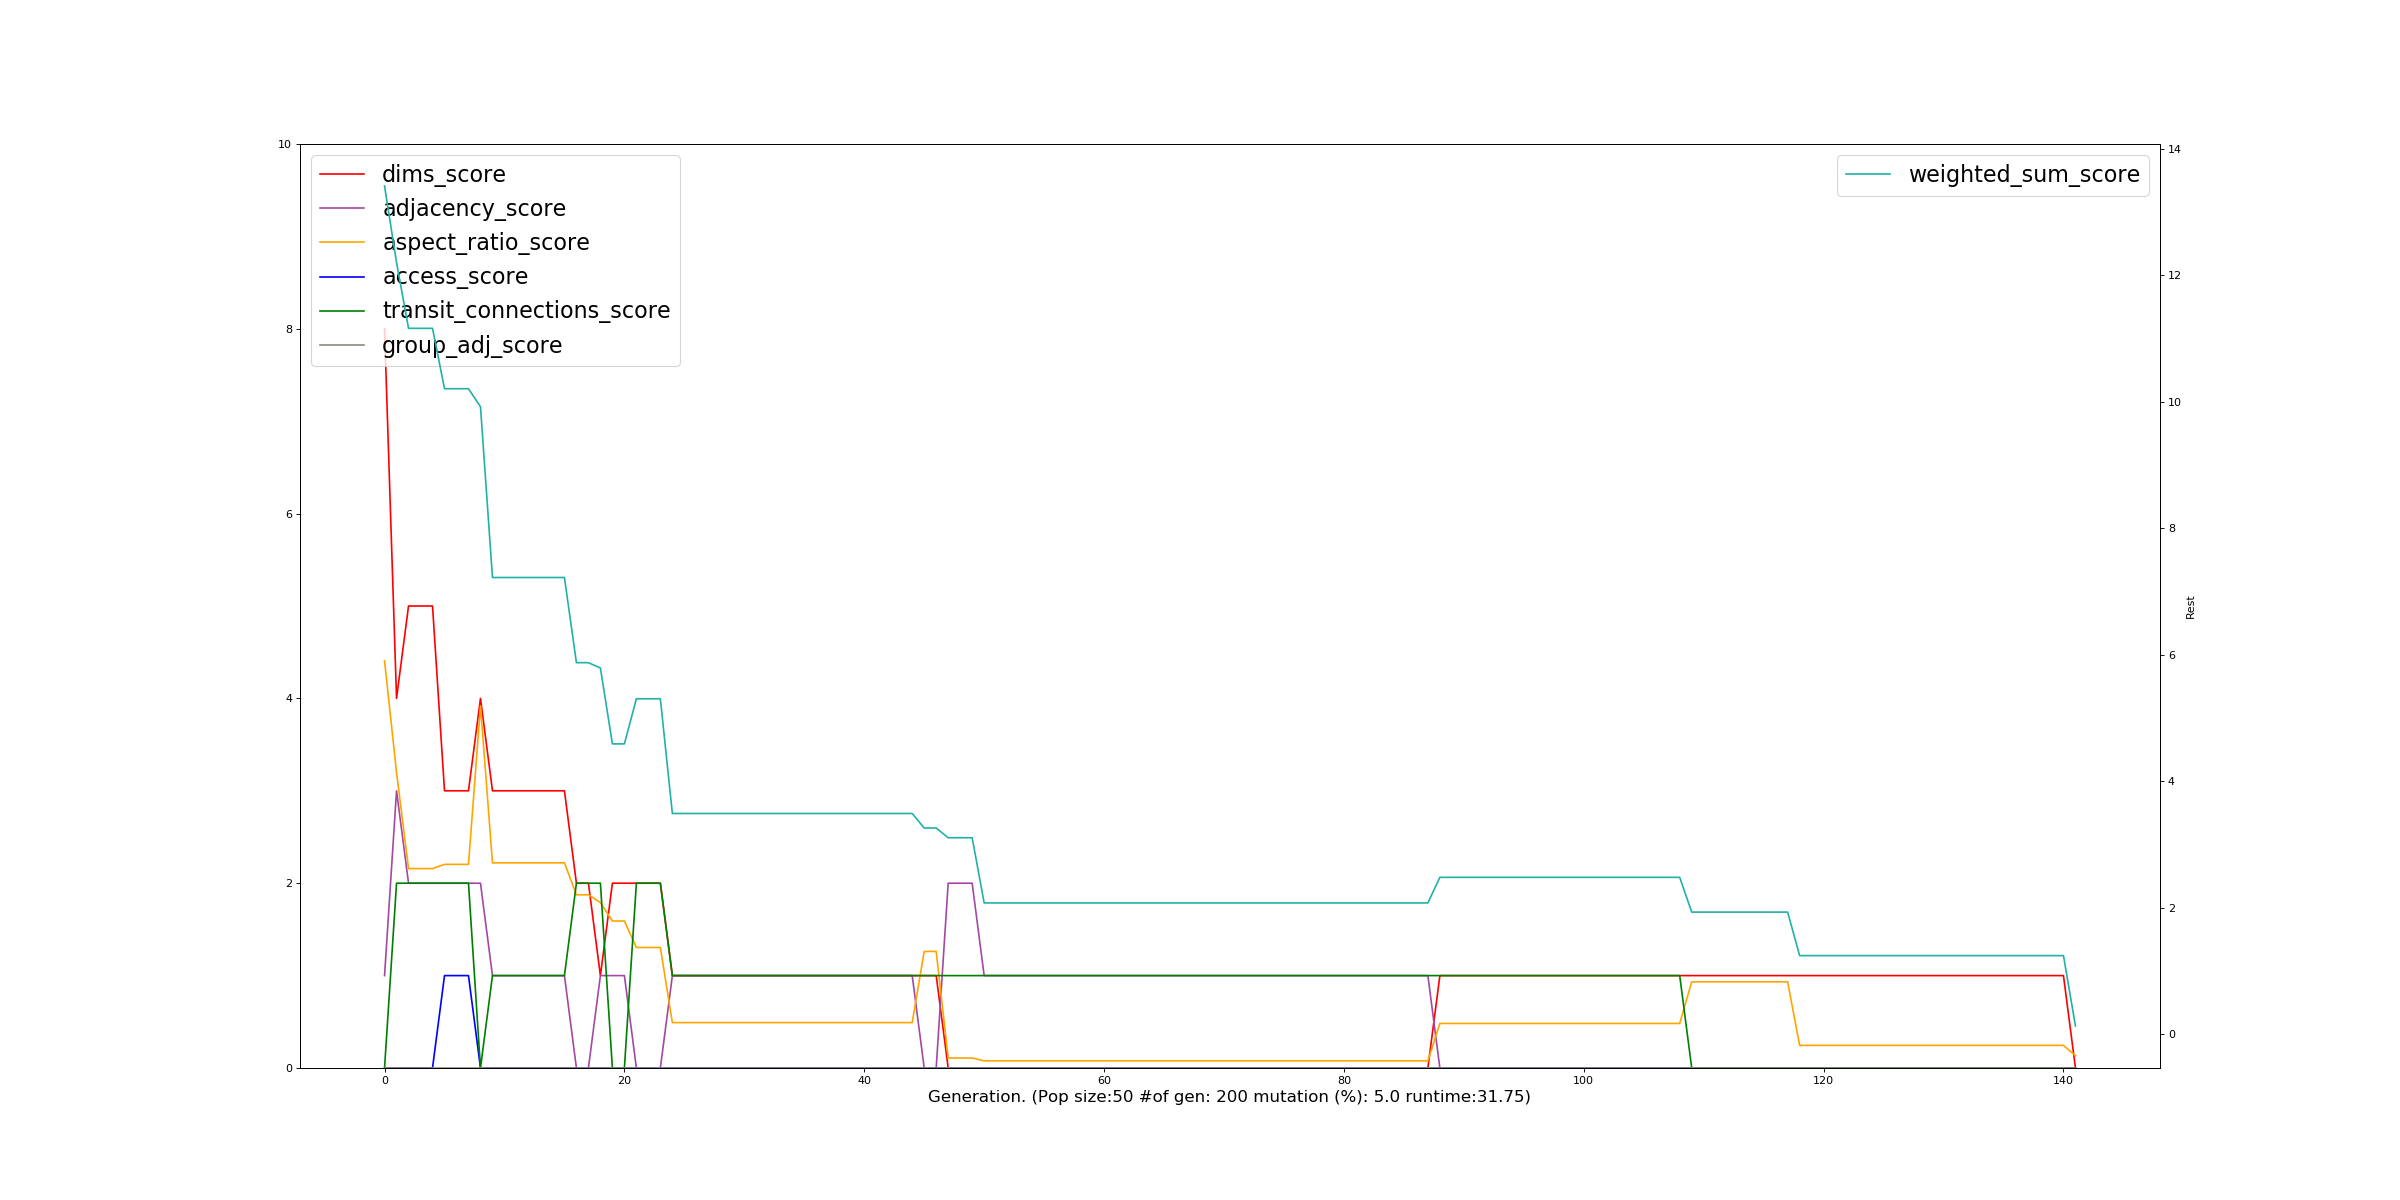 dims_score
adjacency_score
aspect_ratio_score
access_score
transit_connections_score
group_adj_score
weighted_sum_score
10
8
6
4
2
0
14
12
10
8
6
4
2
0
Rest
0 20 40 60 80 100 120 140
Generation. (Pop size:50 #of gen: 200 mutation (%): 5.0 runtime:31.75)